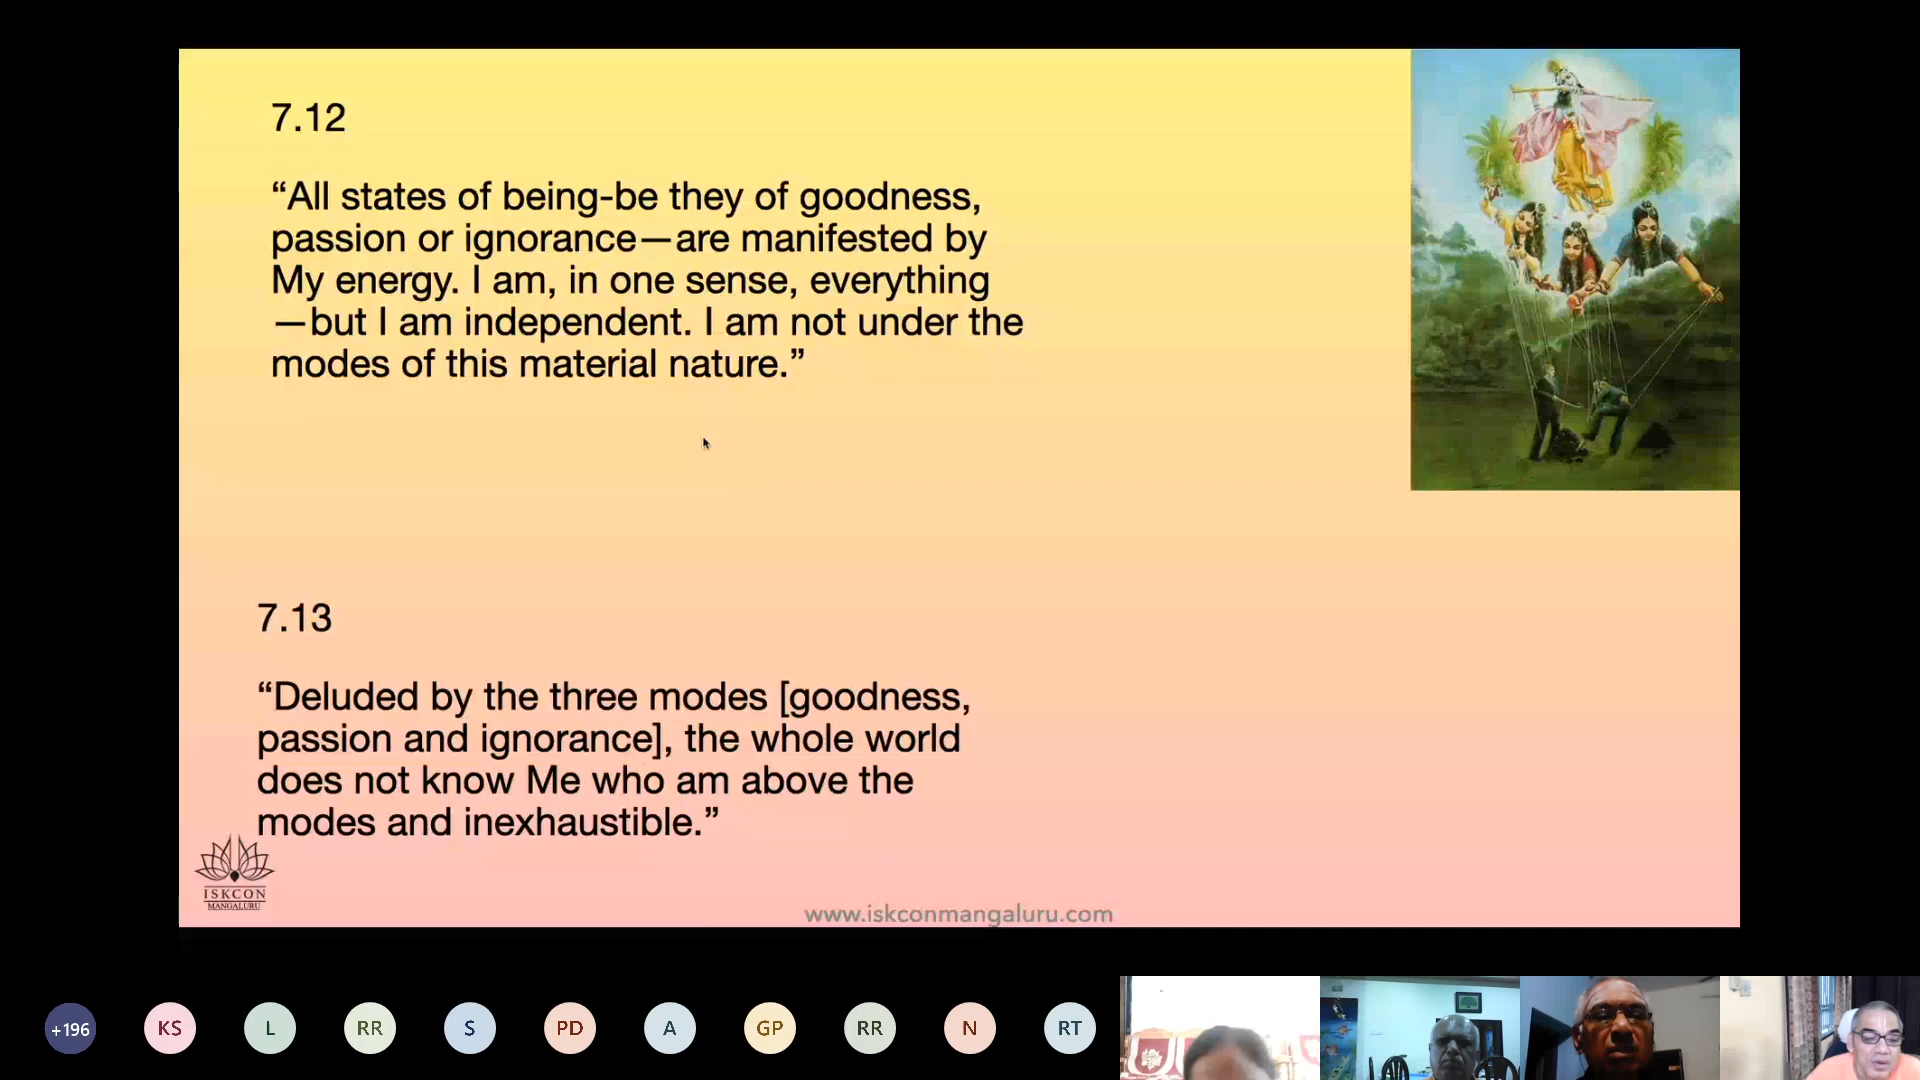 7.12
“All states of being-be they of goodness,
passion or ignorance—are manifested by
My energy. I am, in one sense, everything
—but I am independent. I am not under the
modes of this material nature.”
7.13
“Deluded by the three modes [goodness,
passion and ignorance], the whole world
does not know Me who am above the
modes and inexhaustible.”
ISKCON
MANGALURU
www.iskconmangaluru.com
+196 KS L RR S PD A GP RR N RT